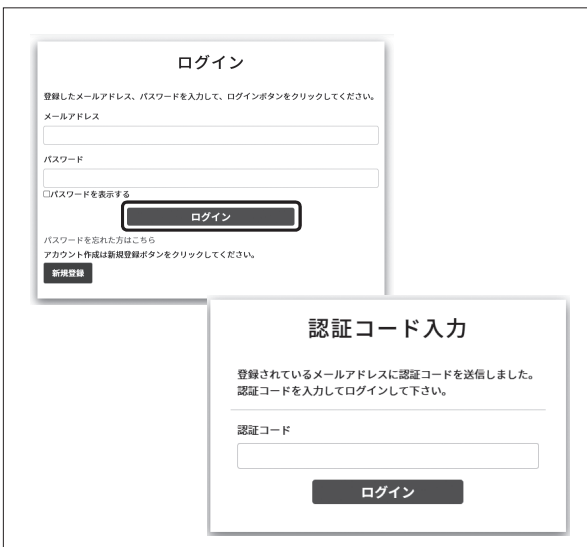 ログイン
登録したメールアドレス、パスワードを入力して、ログインボタンをクリックしてください。
メールアドレス
パスワード
□パスワードを表示する
ログイン
パスワードを忘れた方はこちら
アカウント作成は新規登録ボタンをクリックしてください。
新規登録
認証コード入力
登録されているメールアドレスに認証コードを送信しました。
認証コードを入力してログインして下さい。
認証コード
ログイン